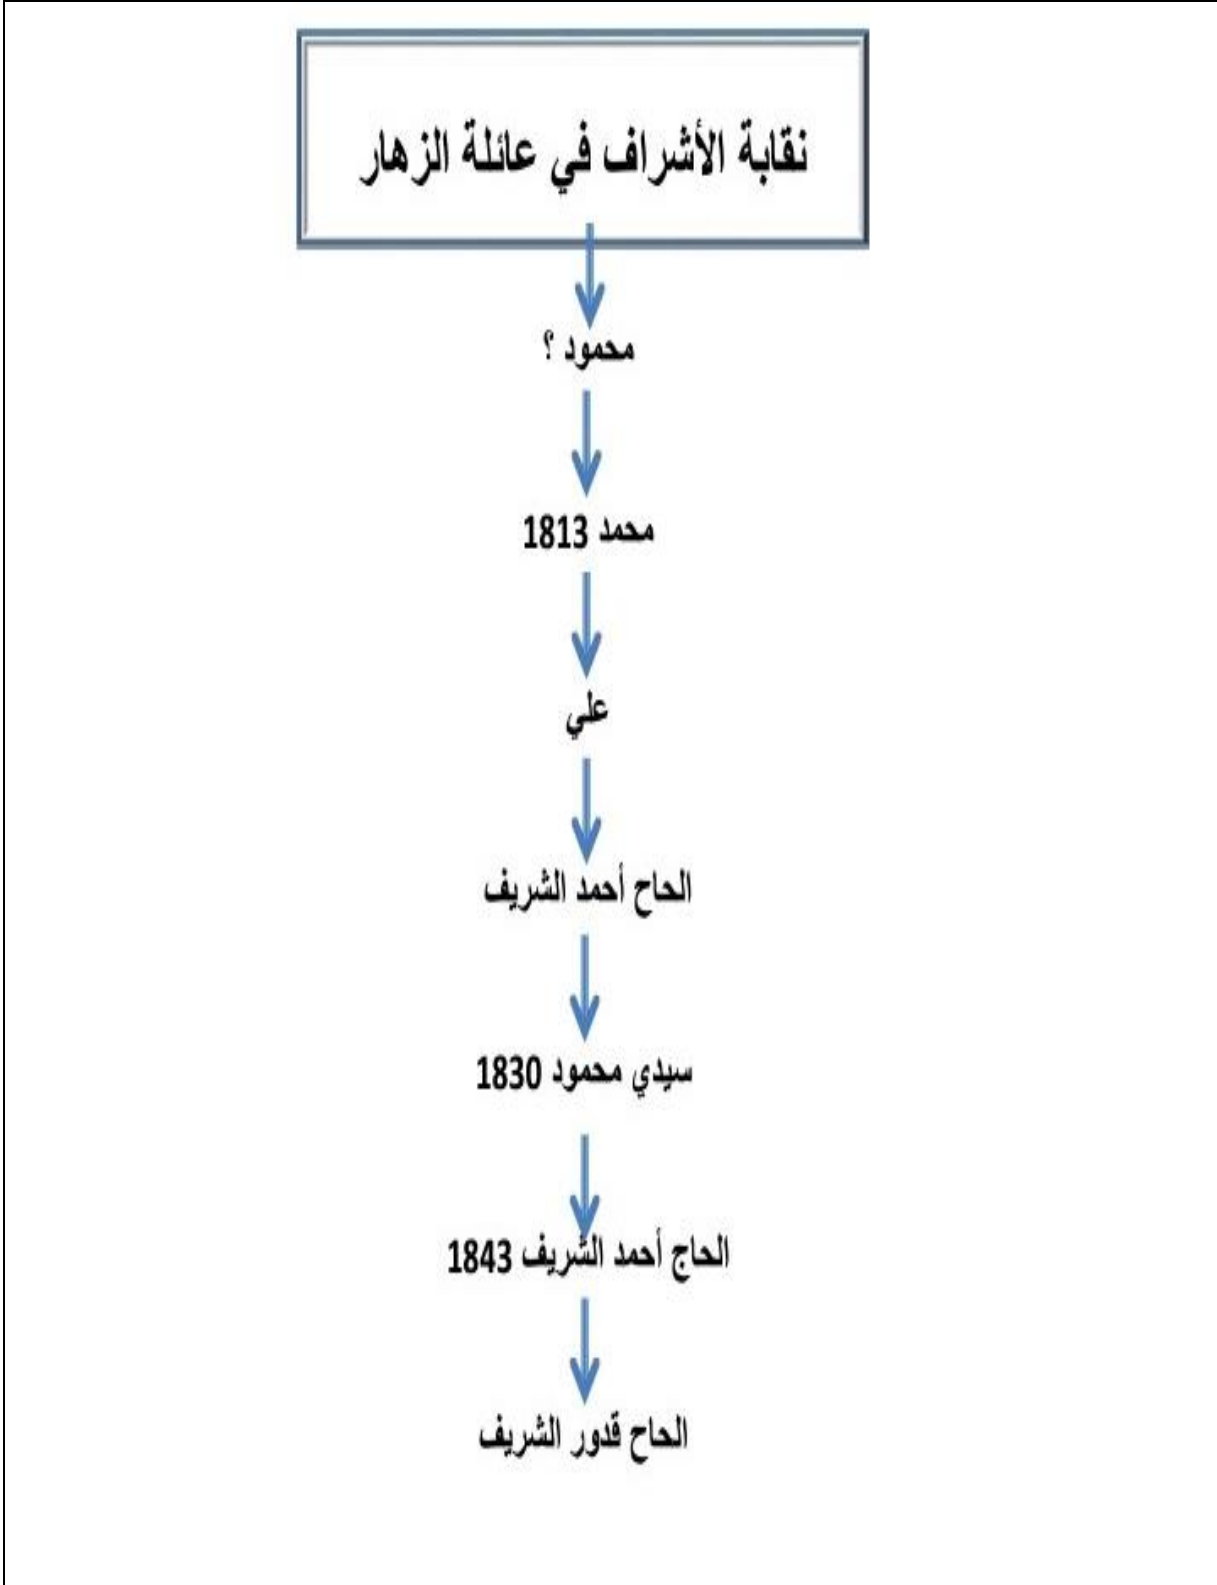 نقابة الأشراف في عائلة الزهار
محمود ؟
محمد 1813
علي
الحاح أحمد الشريف
سيدي محمود 1830
الحاج أحمد الشريف 1843
الحاح قدور الشريف